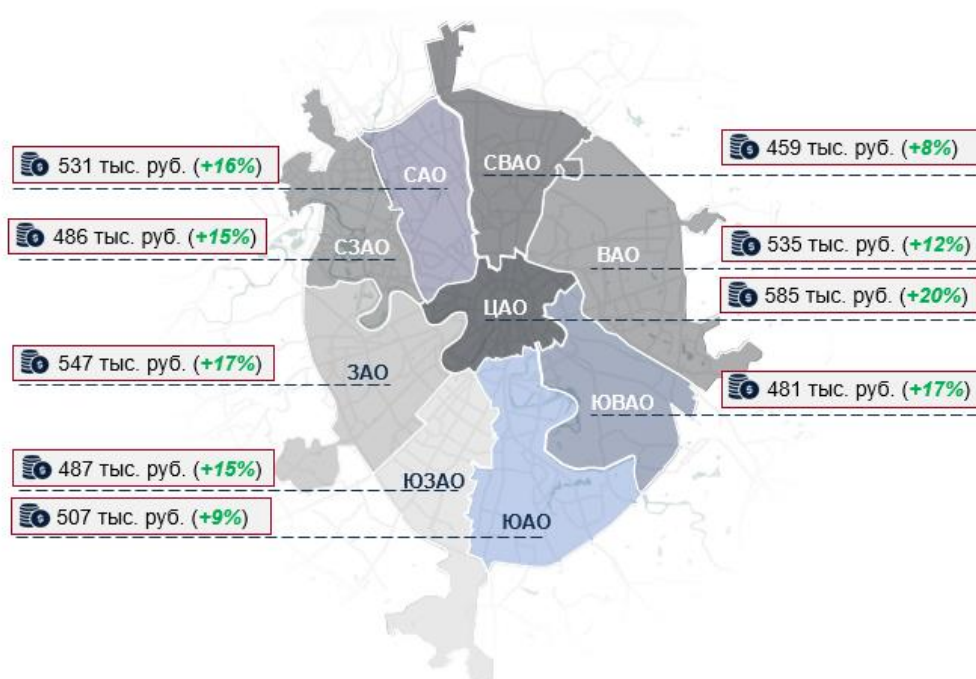 531 тыс. руб. (+16%)
486 тыс. руб. (+15%)
547 тыс. руб. (+17%)
487 тыс. руб. (+15%)
507 тыс. руб. (+9%)
САО
СВАО
СЗАО
ВАО
ЦАО
ЗАО
ЮВАО
ЮЗАО
ЮАО
459 тыс. руб. (+8%)
535 тыс. руб. (+12%)
585 тыс. руб. (+20%)
481 тыс. руб. (+17%)